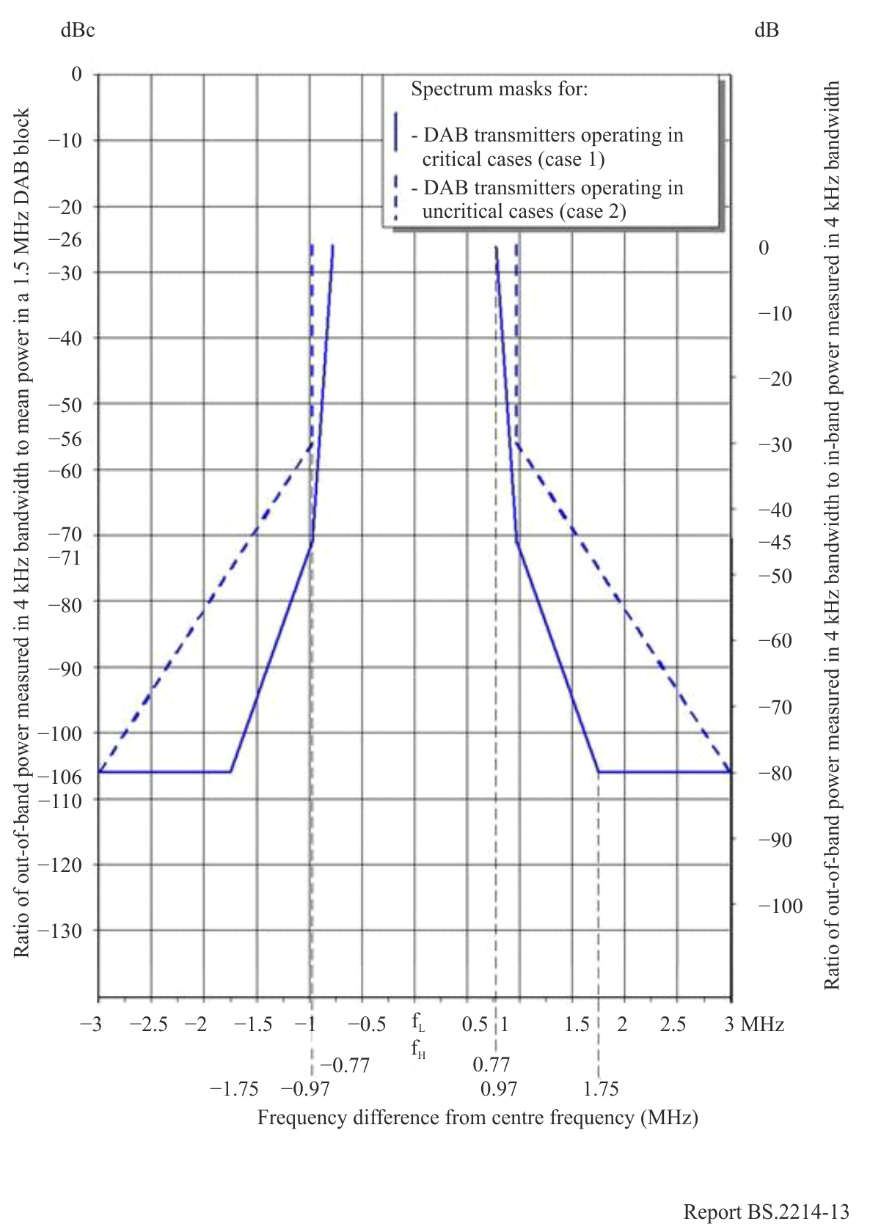 dBc
dB
Ratio of out-of-band power measured in 4 kHz bandwidth to mean power in a 1.5 MHz DAB block
0
−10
−20
−26
−30
−40
−50
−56
−60
−70
−71
−80
−90
−100
−106
−110
−120
−130
Spectrum masks for:
- DAB transmitters operating in
critical cases (case 1)
- DAB transmitters operating in
uncritical cases (case 2)
0
−10
−20
−30
−40
−45
−50
−60
−70
−80
−90
−100
Ratio of out-of-band power measured in 4 kHz bandwidth to in-band power measured in 4 kHz bandwidth
−3 −2.5 −2 −1.5 −1 −0.5 fL 0.5 1 1.5 2 2.5 3 MHz
fH
−0.77 0.77
−1.75 −0.97 0.97 1.75
Frequency difference from centre frequency (MHz)
Report BS.2214-13